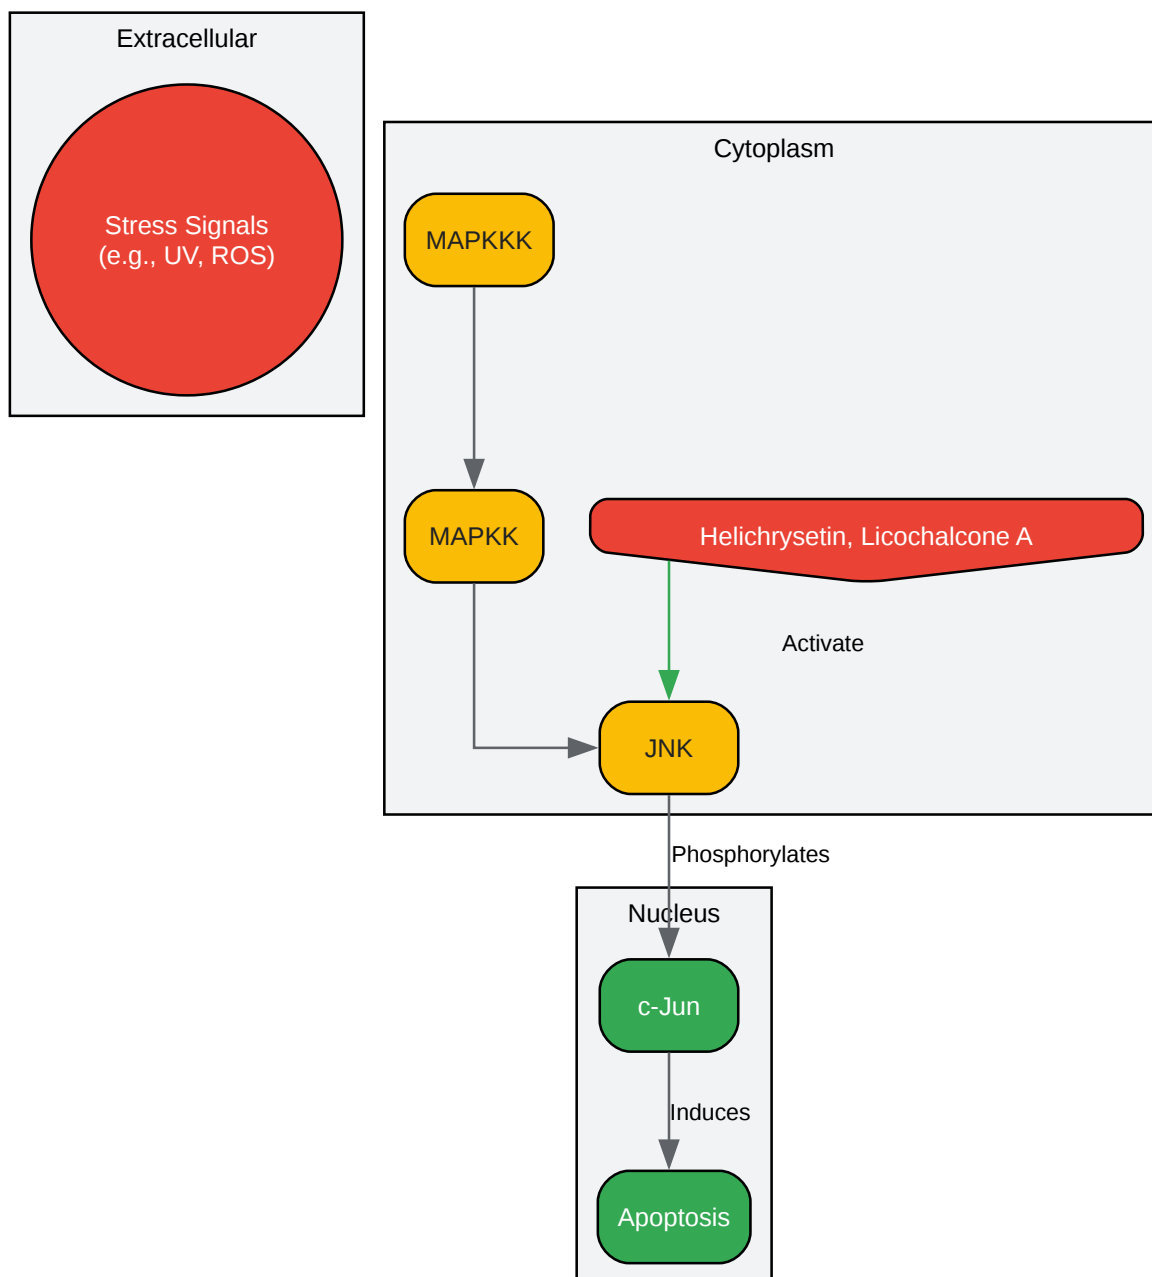 Extracellular
Stress Signals
(e.g., UV, ROS)
Cytoplasm
MAPKKK
MAPKK
Helichrysetin, Licochalcone A
Activate
JNK
Phosphorylates
Nucleus
c-Jun
Induces
Apoptosis